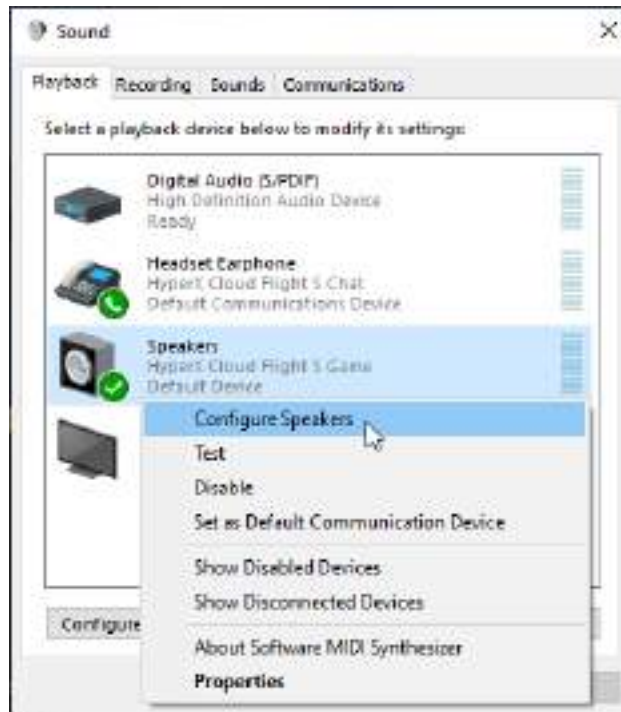 Sound
Playback Recording Sounds Communications
Select a playback device below to modify its settings:
Digital Audio (S/PDIF)
High Definition Audio Device
Ready
Headset Earphone
HyperX Cloud Flight S Chat
Default Communications Device
Speakers
HyperX Cloud Flight S Game
Default Device
Configure Speakers
Test
Disable
Set as Default Communication Device
Show Disabled Devices
Show Disconnected Devices
Configure
About Software MIDI Synthesizer
Properties